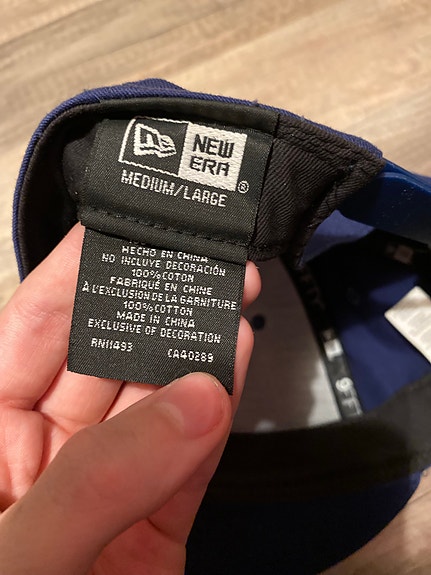 NEW
ERA
MEDIUM/LARGE ®
HECHO EN CHINA
NO INCLUYE DECORACIÓN
100%COTON
FABRIQUÉ EN CHINE
À L'EXCLUSION DE LA GARNITURE
100%COTTON
MADE IN CHINA
EXCLUSIVE OF DECORATION
RN11493 CA40289